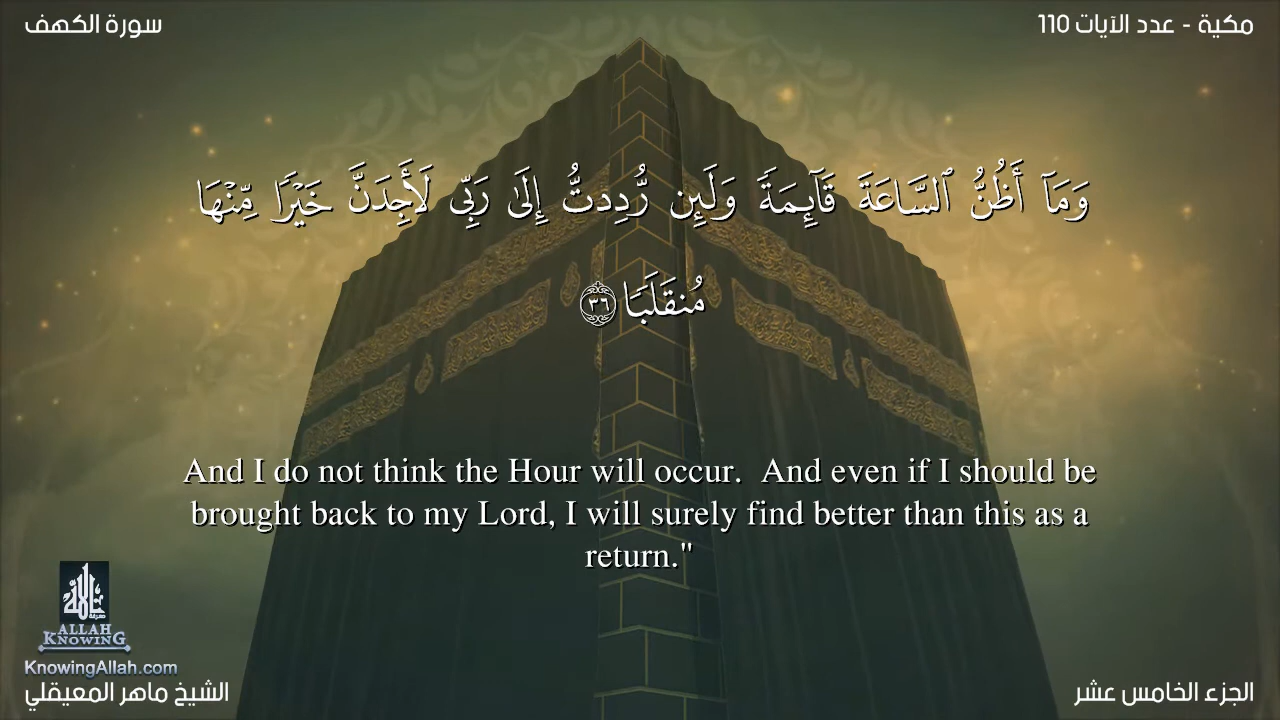 سورة الكهف
مكية - عدد الآيات 110
وَمَآ أَظُنُّ ٱلسَّاعَةَ قَآئِمَةً وَلَئِن رُّدِدتُّ إِلَىٰ رَبِّى لَأَجِدَنَّ خَيْرًا مِّنْهَا
مُنقَلَبًا ٣٦
And I do not think the Hour will occur.  And even if I should be
brought back to my Lord, I will surely find better than this as a
return."
ALLAH
KNOWING
KnowingAllah.com
الشيخ ماهر المعيقلي
الجزء الخامس عشر